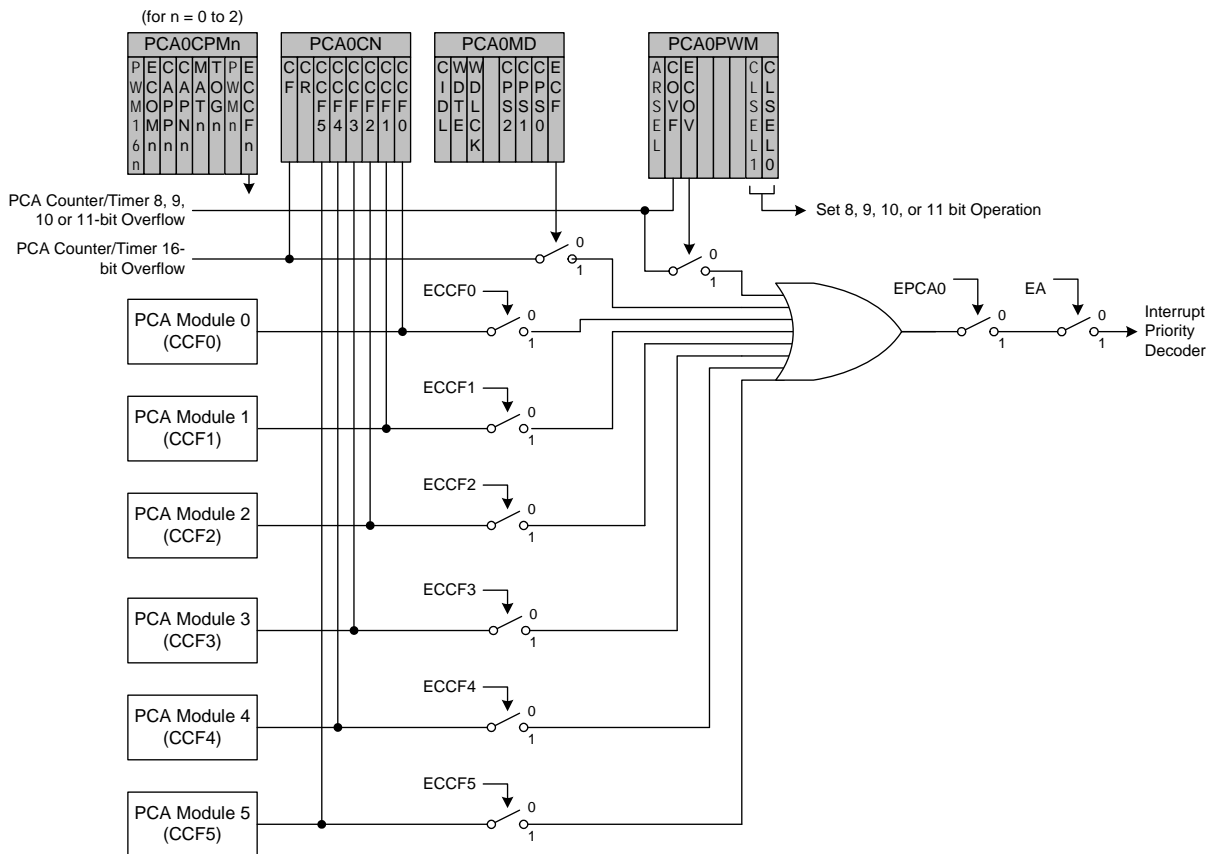 (for n = 0 to 2)
PCA0CPMn
PWM16n
ECOMn
CAPPn
CAPNn
MATn
TOGn
PWMn
ECCFn
PCA0CN
CF
CR
CCF5
CCF4
CCF3
CCF2
CCF1
CCF0
PCA0MD
CIDL
WDTE
WDLCK
CPS2
CPS1
CPS0
ECF
PCA0PWM
ARSEL
COVF
ECOV
CLSEL1
CLSEL0
PCA Counter/Timer 8, 9,
10 or 11-bit Overflow
Set 8, 9, 10, or 11 bit Operation
PCA Counter/Timer 16-
bit Overflow
0
1
0
1
PCA Module 0
(CCF0)
ECCF0
0
1
EPCA0
0
1
EA
0
1
Interrupt
Priority
Decoder
PCA Module 1
(CCF1)
ECCF1
0
1
PCA Module 2
(CCF2)
ECCF2
0
1
PCA Module 3
(CCF3)
ECCF3
0
1
PCA Module 4
(CCF4)
ECCF4
0
1
PCA Module 5
(CCF5)
ECCF5
0
1